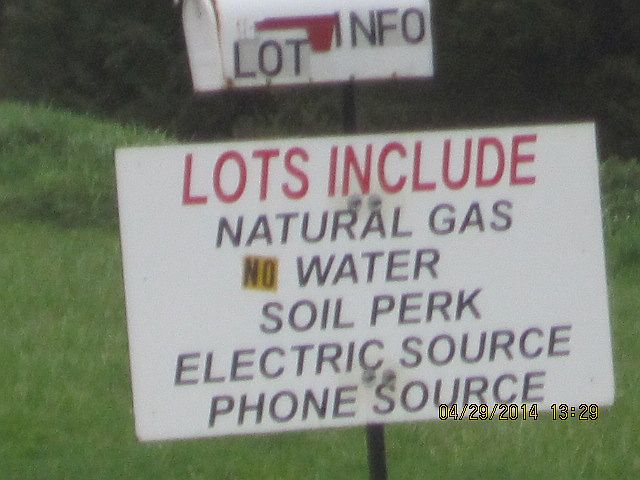 LOT INFO
LOTS INCLUDE
NATURAL GAS
NO WATER
SOIL PERK
ELECTRIC SOURCE
PHONE SOURCE
04/29/2014 13:29